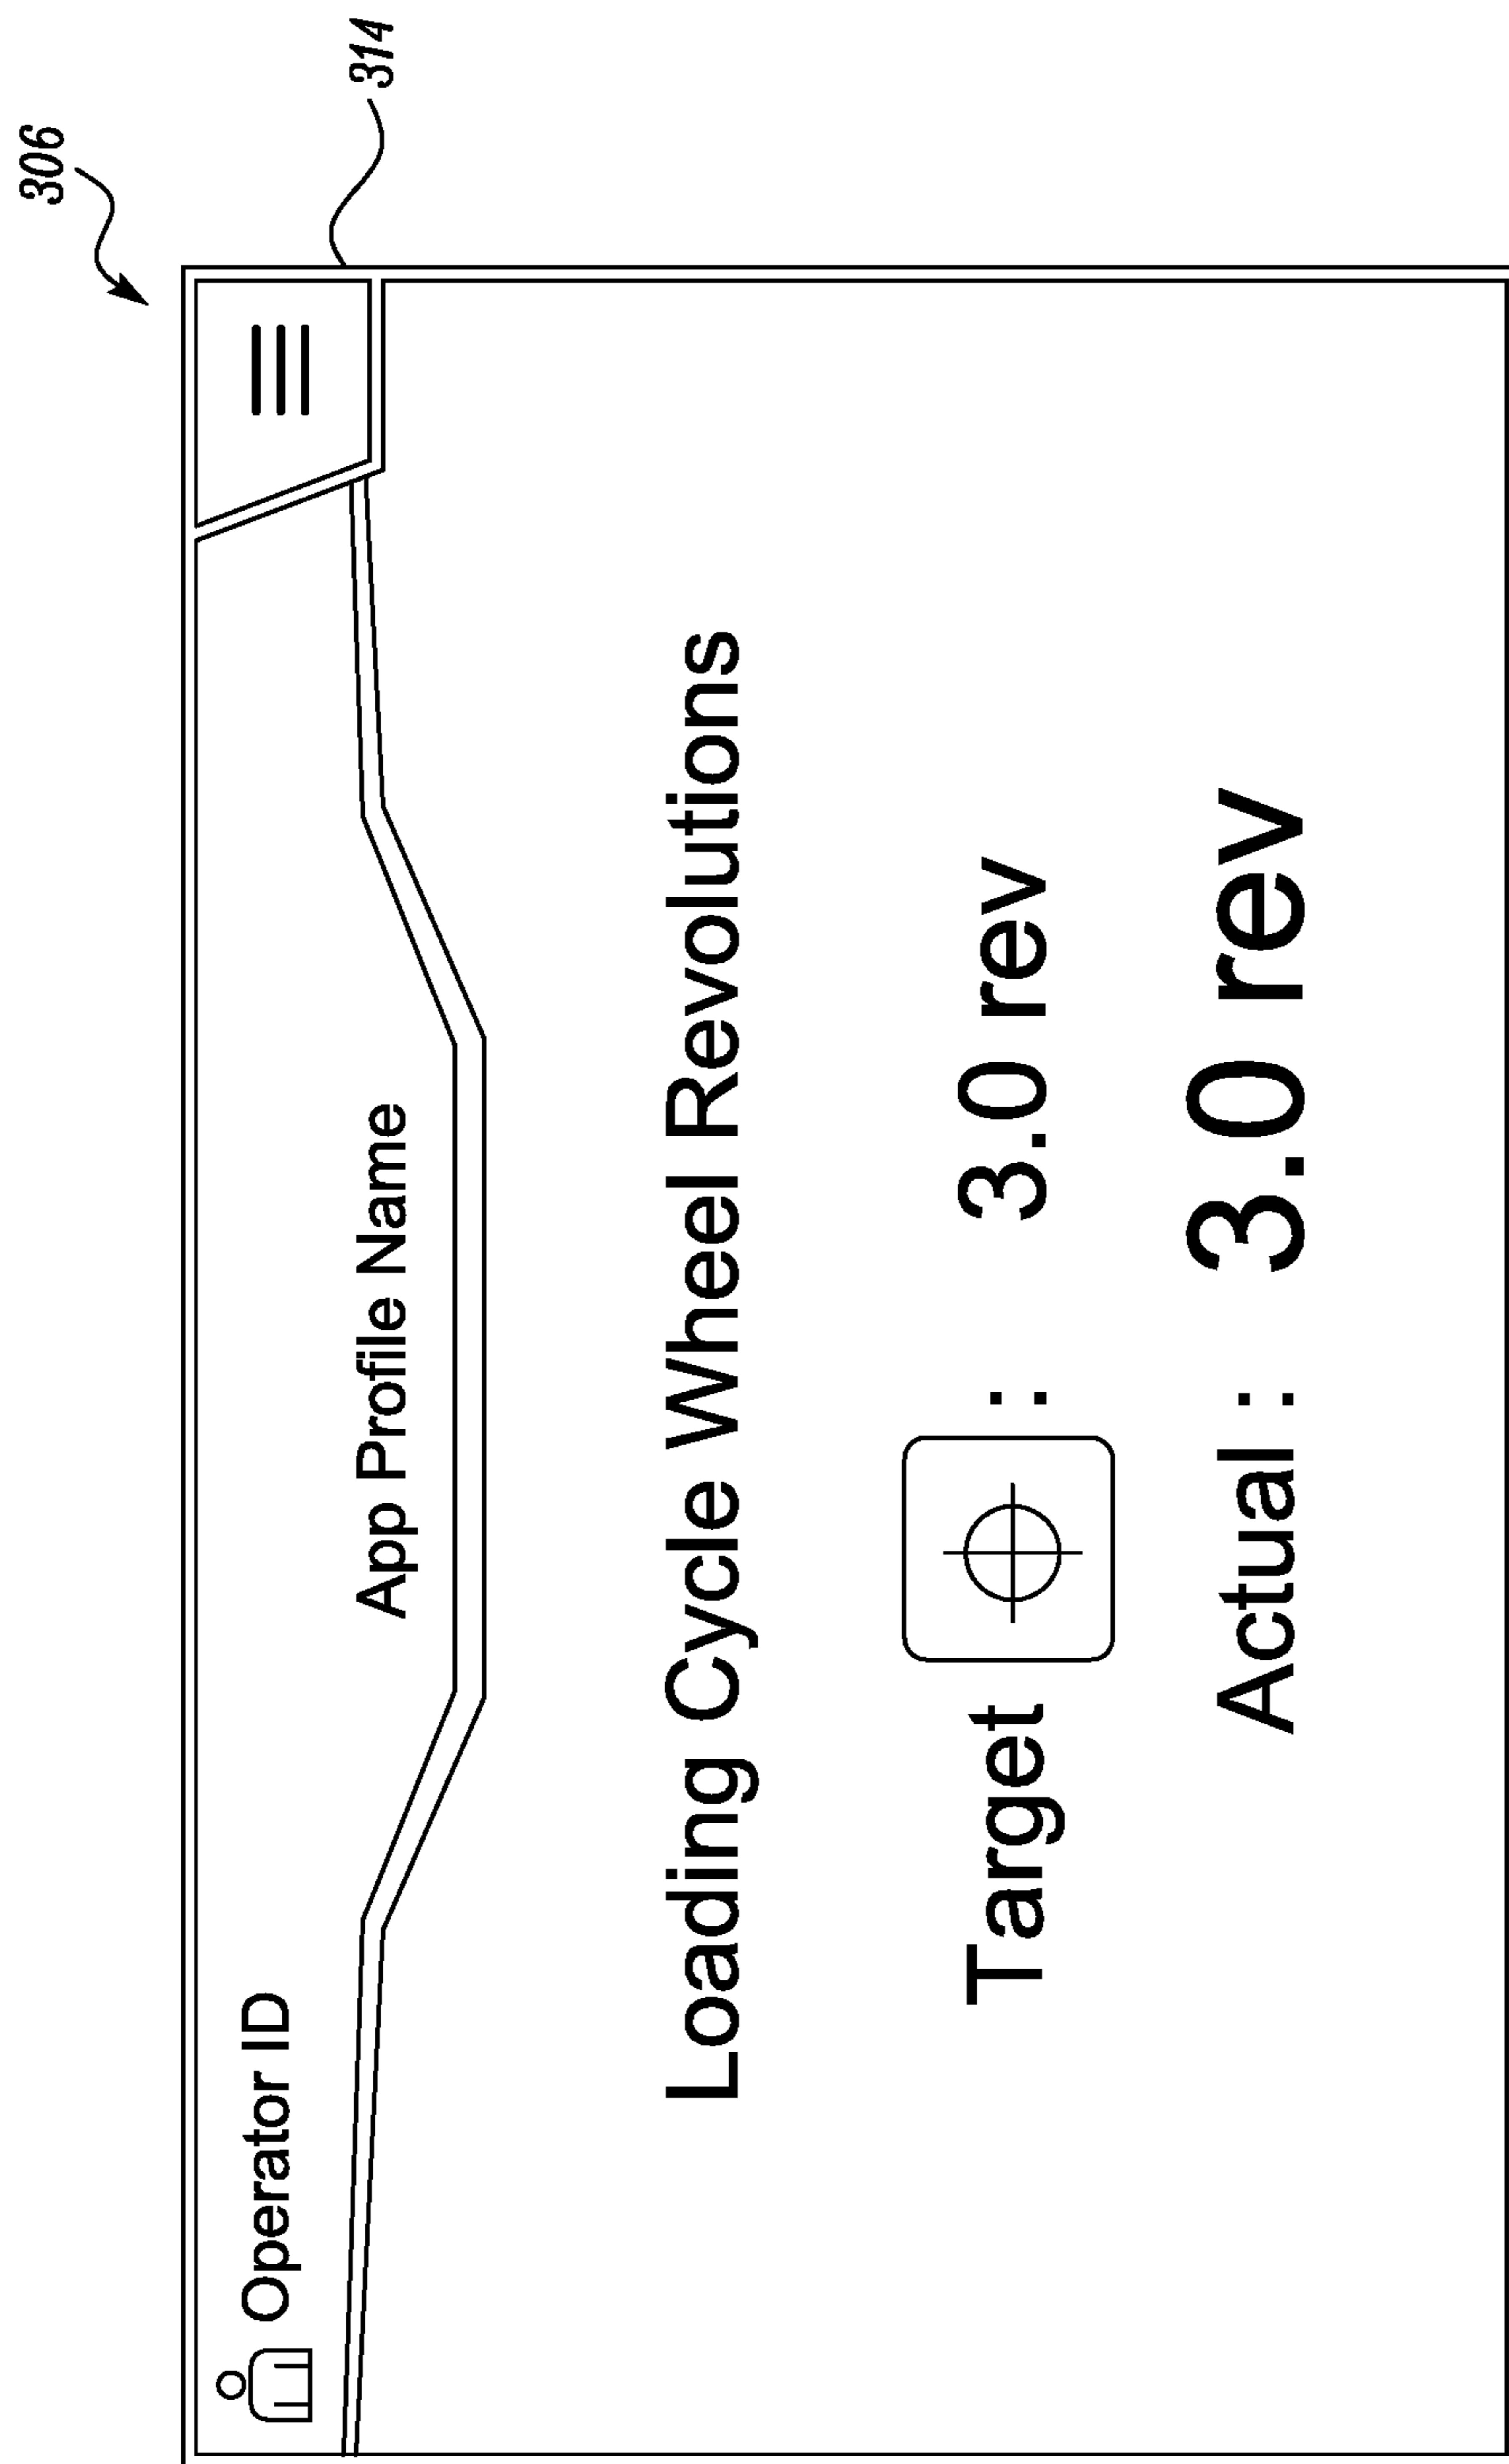 306
314
Operator ID
App Profile Name
Loading Cycle Wheel Revolutions
Target : 3.0 rev
Actual : 3.0 rev